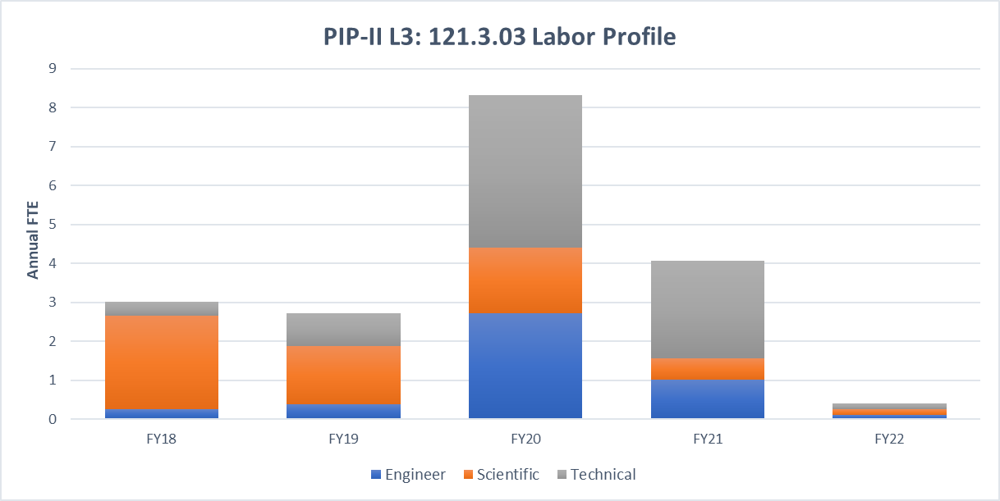 PIP-II L3: 121.3.03 Labor Profile
9
8
7
6
5
4
3
2
1
0
Annual FTE
FY18 FY19 FY20 FY21 FY22
Engineer Scientific Technical